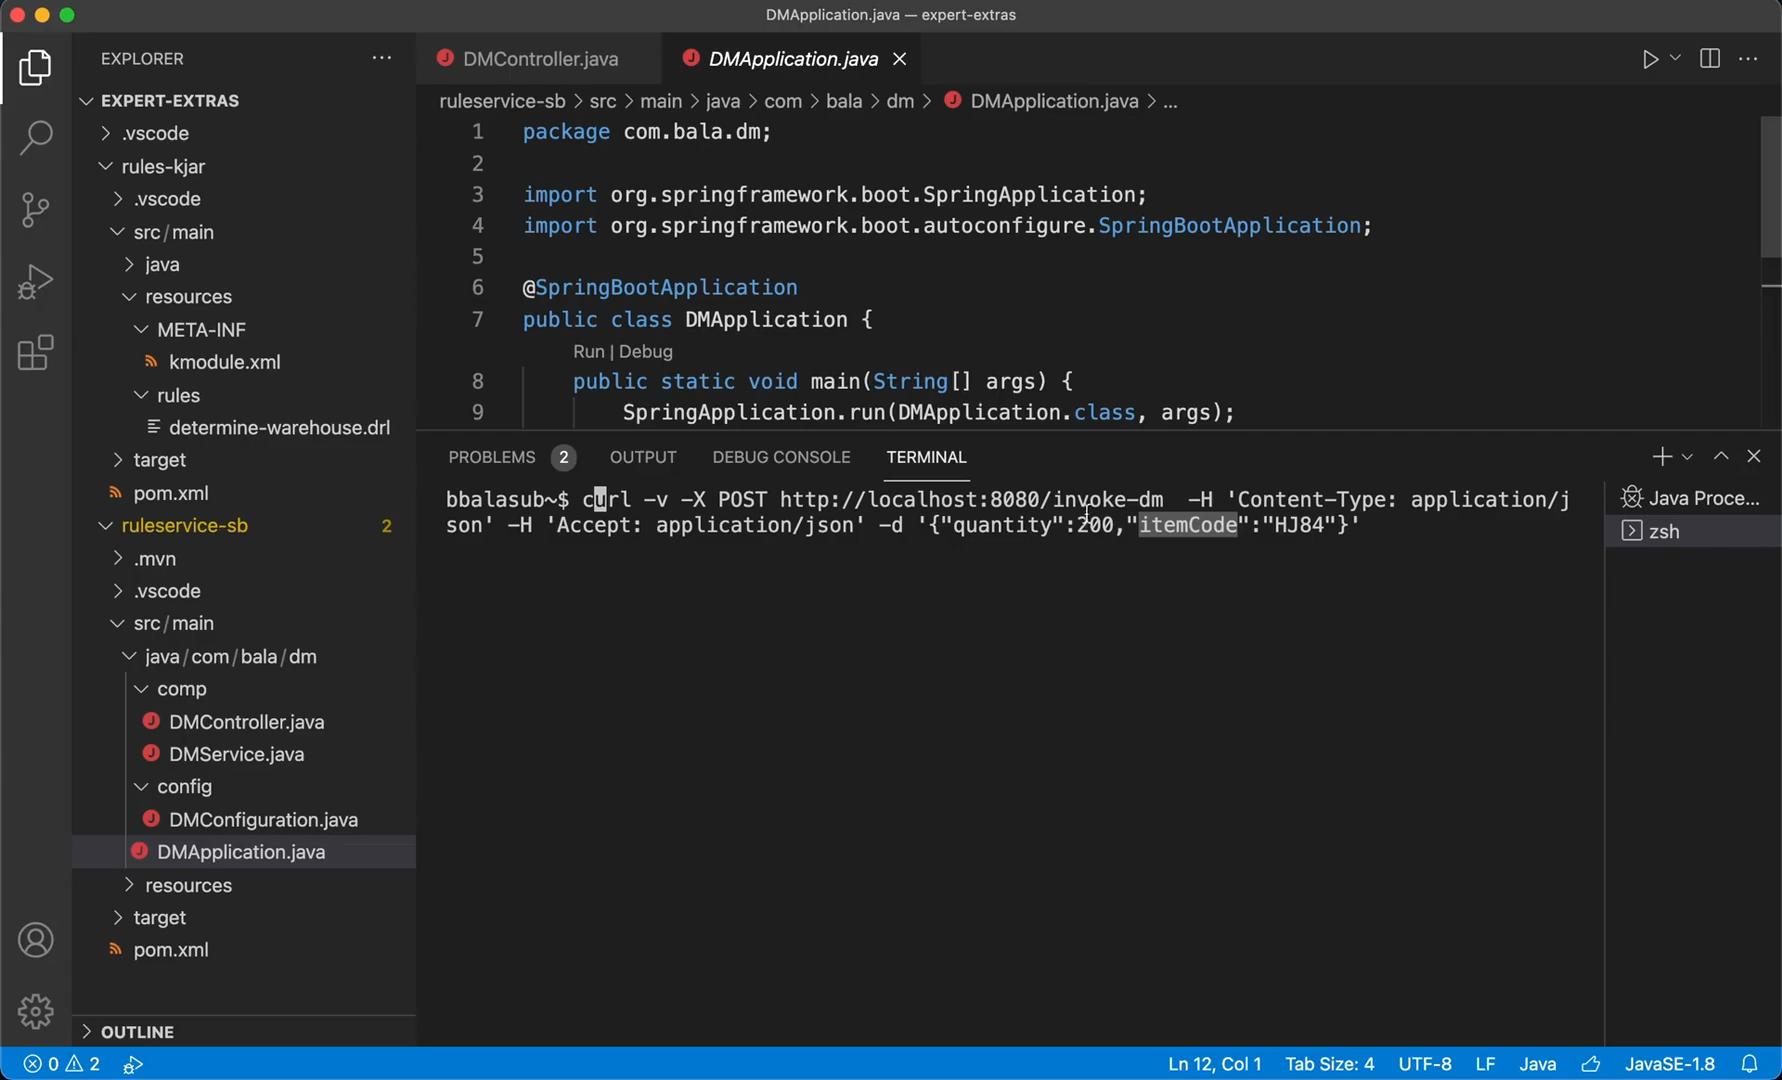 DMApplication.java — expert-extras
EXPLORER
EXPERT-EXTRAS
.vscode
rules-kjar
.vscode
src/main
java
resources
META-INF
kmodule.xml
rules
determine-warehouse.drl
target
pom.xml
ruleservice-sb 2
.mvn
.vscode
src/main
java/com/bala/dm
comp
DMController.java
DMService.java
config
DMConfiguration.java
DMApplication.java
resources
target
pom.xml
OUTLINE
DMController.java DMApplication.java
ruleservice-sb > src > main > java > com > bala > dm > DMApplication.java > ...
1 package com.bala.dm;
2
3 import org.springframework.boot.SpringApplication;
4 import org.springframework.boot.autoconfigure.SpringBootApplication;
5
6 @SpringBootApplication
7 public class DMApplication {
Run | Debug
8 public static void main(String[] args) {
9 SpringApplication.run(DMApplication.class, args);
PROBLEMS 2 OUTPUT DEBUG CONSOLE TERMINAL
bbalasub~$ curl -v -X POST http://localhost:8080/invoke-dm  -H 'Content-Type: application/j
son' -H 'Accept: application/json' -d '{"quantity":200,"itemCode":"HJ84"}'
Java Proce...
zsh
0 2 Ln 12, Col 1 Tab Size: 4 UTF-8 LF Java JavaSE-1.8